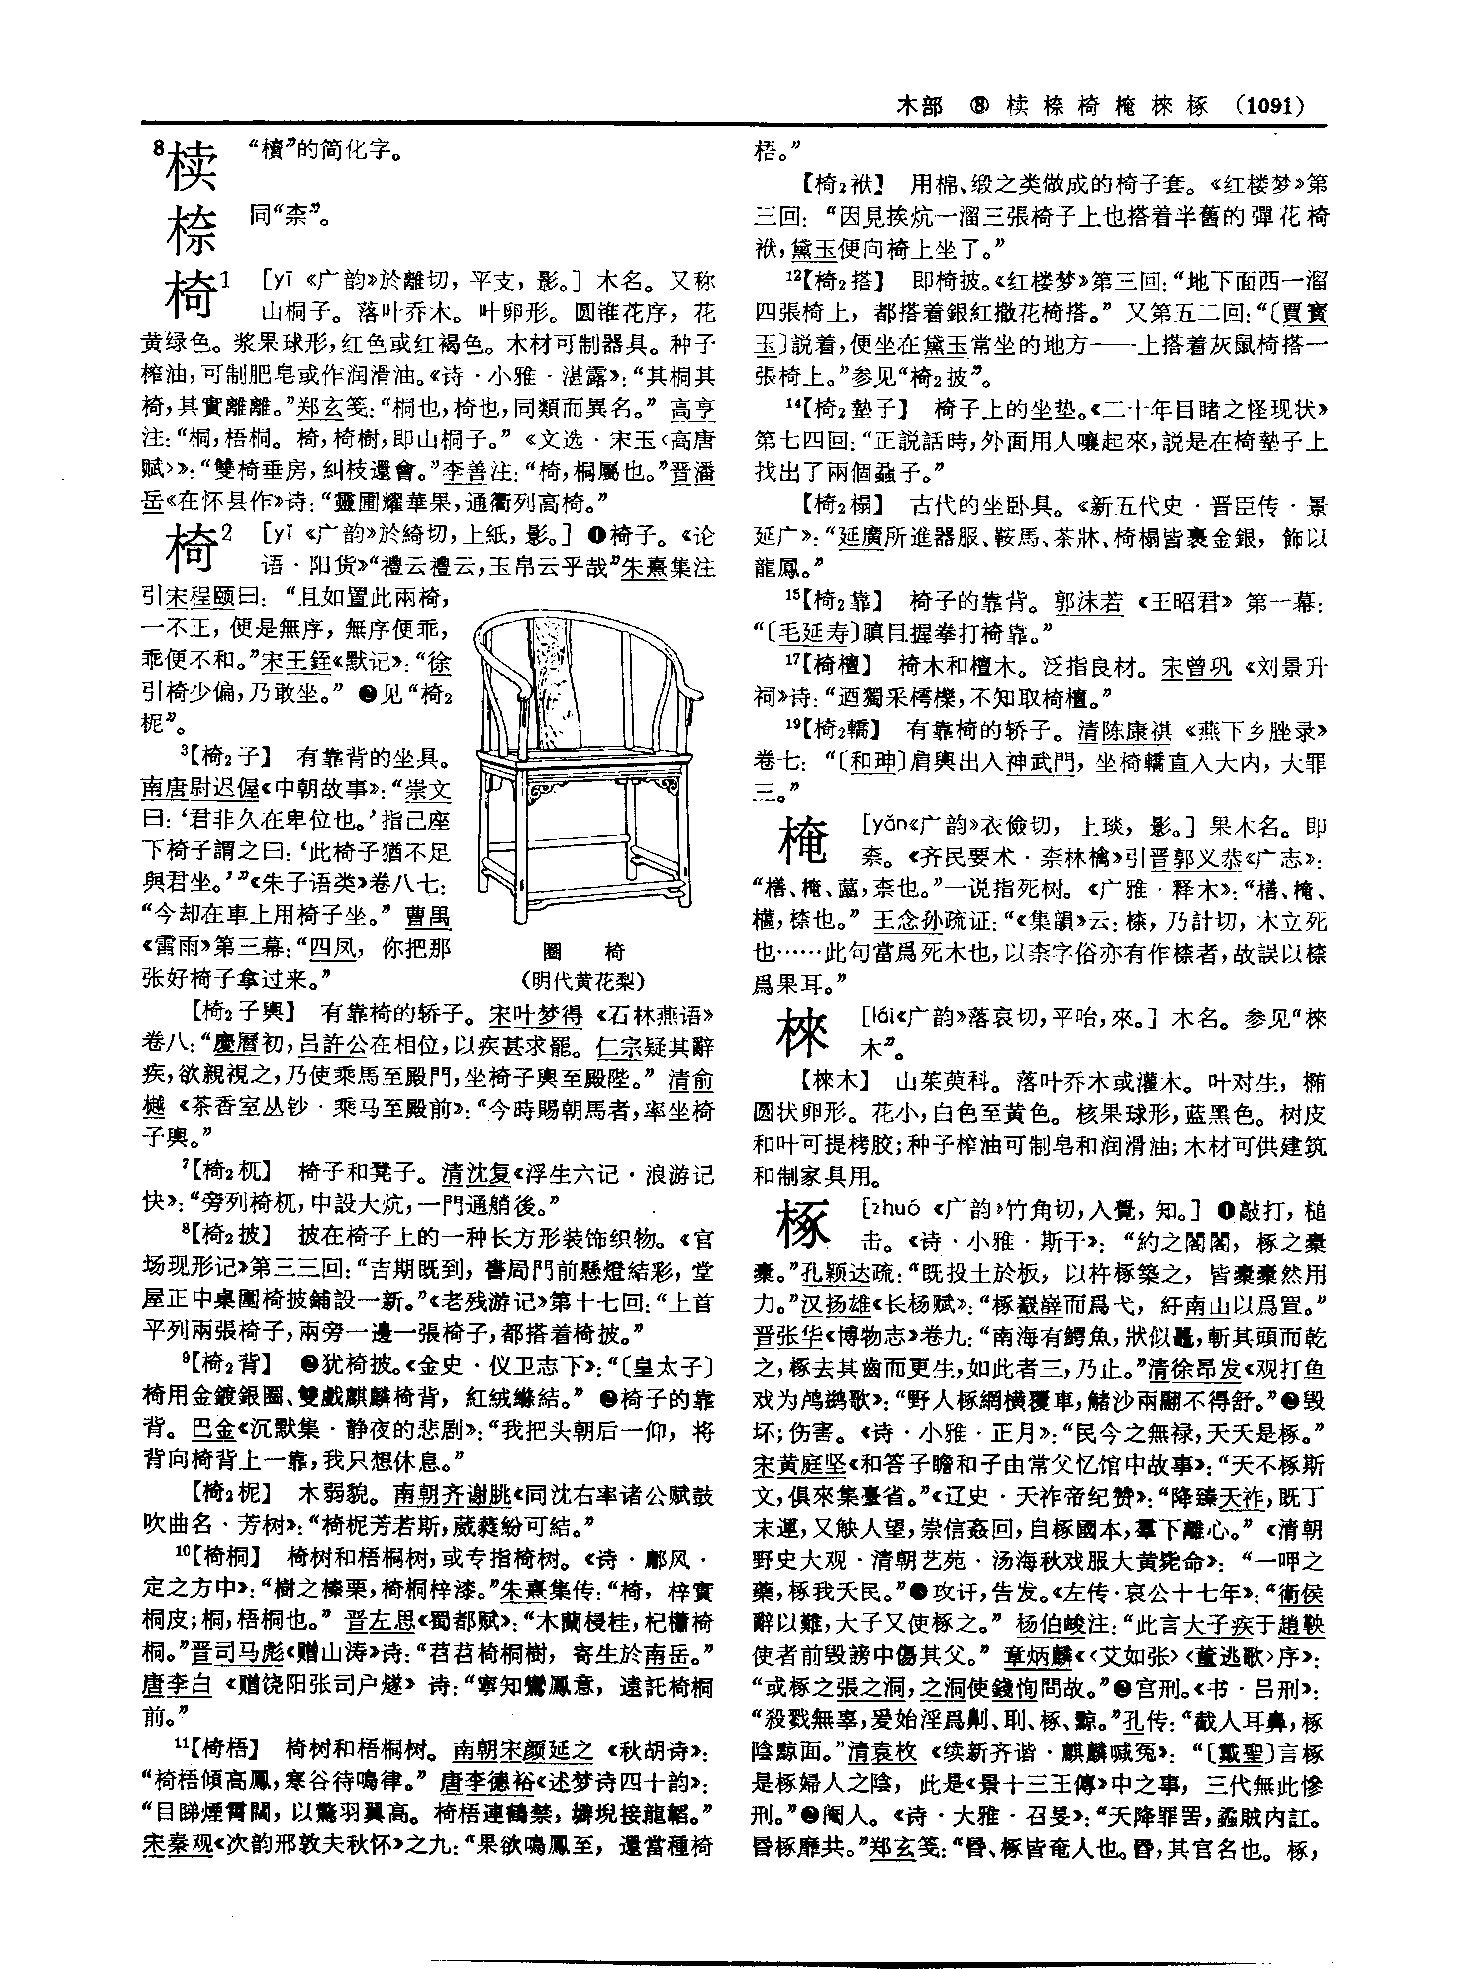 木部 ⑧ 椟 㮏 椅 椼 棶 椓 (1091)
8椟 “櫝”的简化字。
㮏 同“柰”。
椅1 [yī 《广韵》於離切，平支，影。] 木名。又称
山桐子。落叶乔木。叶卵形。圆锥花序，花
黄绿色。浆果球形，红色或红褐色。木材可制器具。种子
榨油，可制肥皂或作润滑油。《诗·小雅·湛露》：“其桐其
椅，其實離離。”郑玄笺：“桐也，椅也，同類而異名。” 高亨
注：“桐，梧桐。椅，椅樹，即山桐子。” 《文选·宋玉〈高唐
赋〉》：“雙椅垂房，糾枝還會。”李善注：“椅，桐屬也。”晋潘
岳《在怀县作》诗：“靈圃耀華果，通衢列高椅。”
椅2 [yǐ 《广韵》於綺切，上紙，影。] ❶椅子。《论
语·阳货》“禮云禮云，玉帛云乎哉”朱熹集注
引宋程颐曰：“且如置此兩椅，
一不正，便是無序，無序便乖，
乖便不和。”宋王銍《默记》：“徐
引椅少偏，乃敢坐。” ❷见“椅2
柅”。
3【椅2子】 有靠背的坐具。
南唐尉迟偓《中朝故事》：“崇文
曰：‘君非久在卑位也。’指己座
下椅子謂之曰：‘此椅子猶不足
與君坐。’”《朱子语类》卷八七：
“今却在車上用椅子坐。” 曹禺
《雷雨》第三幕：“四凤，你把那
张好椅子拿过来。”
圈 椅
(明代黄花梨)
【椅2子輿】 有靠椅的轿子。宋叶梦得《石林燕语》
卷八：“慶曆初，吕許公在相位，以疾甚求罷。仁宗疑其辭
疾，欲親視之，乃使乘馬至殿門，坐椅子輿至殿陛。” 清俞
樾《茶香室丛钞·乘马至殿前》：“今時賜朝馬者，率坐椅
子輿。”
7【椅2杌】 椅子和凳子。清沈复《浮生六记·浪游记
快》：“旁列椅杌，中設大炕，一門通艄後。”
8【椅2披】 披在椅子上的一种长方形装饰织物。《官
场现形记》第三三回：“吉期既到，書局門前懸燈結彩，堂
屋正中桌圍椅披鋪設一新。”《老残游记》第十七回：“上首
平列兩張椅子，兩旁一邊一張椅子，都搭着椅披。”
9【椅2背】 ❶犹椅披。《金史·仪卫志下》：“〔皇太子〕
椅用金鍍銀圈、雙戲麒麟椅背，紅絨縧結。” ❷椅子的靠
背。巴金《沉默集·静夜的悲剧》：“我把头朝后一仰，将
背向椅背上一靠，我只想休息。”
【椅2柅】 木弱貌。南朝齐谢朓《同沈右率诸公赋鼓
吹曲名·芳树》：“椅柅芳若斯，葳蕤紛可結。”
10【椅桐】 椅树和梧桐树，或专指椅树。《诗·鄘风·
定之方中》：“樹之榛栗，椅桐梓漆。”朱熹集传：“椅，梓實
桐皮；桐，梧桐也。” 晋左思《蜀都赋》：“木蘭梫桂，杞櫹椅
桐。”晋司马彪《赠山涛》诗：“苕苕椅桐樹，寄生於南岳。”
唐李白《赠饶阳张司户燧》诗：“寧知鸞鳳意，遠託椅桐
前。”
11【椅梧】 椅树和梧桐树。南朝宋颜延之《秋胡诗》：
“椅梧傾高鳳，寒谷待鳴律。” 唐李德裕《述梦诗四十韵》：
“目睇煙霄闊，以驚羽翼高。椅梧連鶴禁，壀堄接龍韜。”
宋秦观《次韵邢敦夫秋怀》之九：“果欲鳴鳳至，還當種椅
梧。”
【椅2袱】 用棉、缎之类做成的椅子套。《红楼梦》第
三回：“因見挨炕一溜三張椅子上也搭着半舊的彈花椅
袱，黛玉便向椅上坐了。”
12【椅2搭】 即椅披。《红楼梦》第三回：“地下面西一溜
四張椅上，都搭着銀紅撒花椅搭。” 又第五二回：“〔賈寶
玉〕説着，便坐在黛玉常坐的地方——上搭着灰鼠椅搭一
張椅上。”参见“椅2披”。
14【椅2墊子】 椅子上的坐垫。《二十年目睹之怪现状》
第七四回：“正説話時，外面用人嚷起來，説是在椅墊子上
找出了兩個蟲子。”
【椅2榻】 古代的坐卧具。《新五代史·晋臣传·景
延广》：“延廣所進器服、鞍馬、茶牀、椅榻皆裹金銀，飾以
龍鳳。”
15【椅2靠】 椅子的靠背。郭沫若《王昭君》第一幕：
“〔毛延寿〕瞋目握拳打椅靠。”
17【椅檀】 椅木和檀木。泛指良材。宋曾巩《刘景升
祠》诗：“迺獨采樗櫟，不知取椅檀。”
19【椅2轎】 有靠椅的轿子。清陈康祺《燕下乡脞录》
卷七：“〔和珅〕肩輿出入神武門，坐椅轎直入大内，大罪
三。”
㭺 [yǎn《广韵》衣儉切，上琰，影。] 果木名。即
柰。《齐民要术·柰林檎》引晋郭义恭《广志》：
“橏、㭺、㯿，柰也。”一说指死树。《广雅·释木》：“橏、㭺、
㯿，㮏也。” 王念孙疏证：“《集韻》云：㮏，乃計切，木立死
也……此句當爲死木也，以柰字俗亦有作㮏者，故誤以㮏
爲果耳。”
棶 [lái《广韵》落哀切，平咍，來。] 木名。参见“棶
木”。
【棶木】 山茱萸科。落叶乔木或灌木。叶对生，椭
圆状卵形。花小，白色至黄色。核果球形，蓝黑色。树皮
和叶可提栲胶；种子榨油可制皂和润滑油；木材可供建筑
和制家具用。
椓 [zhuó 《广韵》竹角切，入覺，知。] ❶敲打，槌
击。《诗·小雅·斯干》：“約之閣閣，椓之橐
橐。”孔颖达疏：“既投土於板，以杵椓築之，皆橐橐然用
力。”汉扬雄《长杨赋》：“椓嶻嶭而爲弋，紆南山以爲罝。”
晋张华《博物志》卷九：“南海有鰐魚，狀似鼉，斬其頭而乾
之，椓去其齒而更生，如此者三，乃止。”清徐昂发《观打鱼
戏为鸬鹚歌》：“野人椓網横覆車，觰沙兩翮不得舒。”❷毁
坏；伤害。《诗·小雅·正月》：“民今之無禄，天夭是椓。”
宋黄庭坚《和答子瞻和子由常父忆馆中故事》：“天不椓斯
文，俱來集臺省。”《辽史·天祚帝纪赞》：“降臻天祚，既丁
末運，又觖人望，崇信姦回，自椓國本，羣下離心。” 《清朝
野史大观·清朝艺苑·汤海秋戏服大黄毙命》：“一呷之
藥，椓我天民。”❸攻讦，告发。《左传·哀公十七年》：“衛侯
辭以難，大子又使椓之。” 杨伯峻注：“此言大子疾于趙鞅
使者前毁謗中傷其父。” 章炳麟《〈艾如张〉〈董逃歌〉序》：
“或椓之張之洞，之洞使錢恂問故。”❹宫刑。《书·吕刑》：
“殺戮無辜，爰始淫爲劓、刵、椓、黥。”孔传：“截人耳鼻，椓
陰黥面。”清袁枚《续新齐谐·麒麟喊冤》：“〔戴聖〕言椓
是椓婦人之陰，此是《景十三王傳》中之事，三代無此慘
刑。”❺阉人。《诗·大雅·召旻》：“天降罪罟，蟊賊内訌。
昏椓靡共。”郑玄笺：“昏、椓皆奄人也。昏，其官名也。椓，